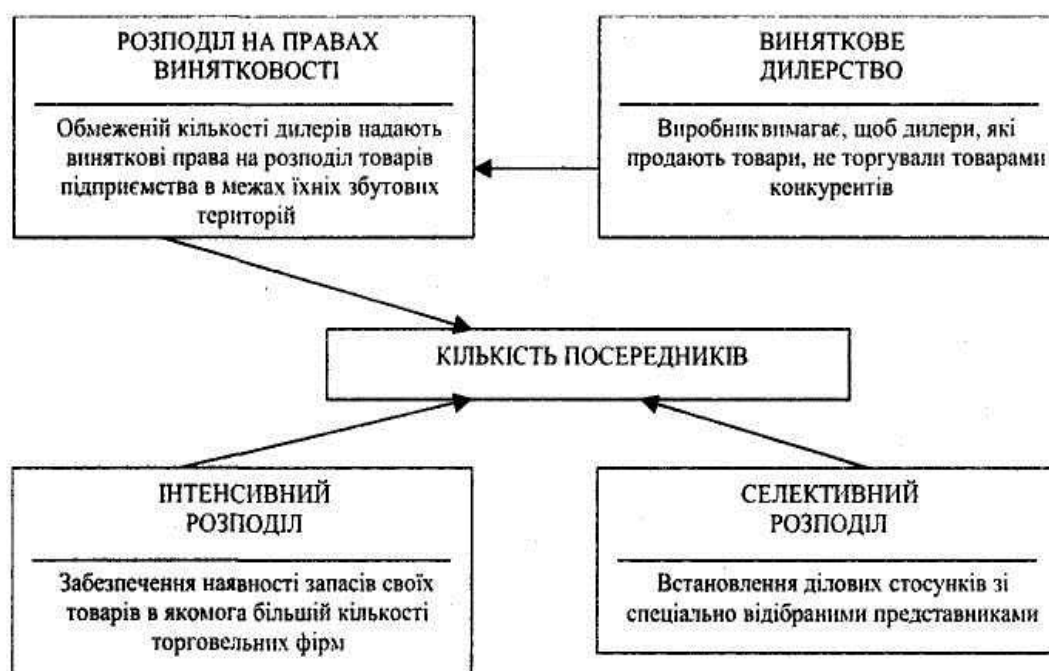 РОЗПОДІЛ НА ПРАВАХ
ВИНЯТКОВОСТІ
Обмеженій кількості дилерів надають
виняткові права на розподіл товарів
підприємства в межах їхніх збутових
територій
ВИНЯТКОВЕ
ДИЛЕРСТВО
Виробник вимагає, щоб дилери, які
продають товари, не торгували товарами
конкурентів
КІЛЬКІСТЬ ПОСЕРЕДНИКІВ
ІНТЕНСИВНИЙ
РОЗПОДІЛ
Забезпечення наявності запасів своїх
товарів в якомога більшій кількості
торговельних фірм
СЕЛЕКТИВНИЙ
РОЗПОДІЛ
Встановлення ділових стосунків зі
спеціально відібраними представниками